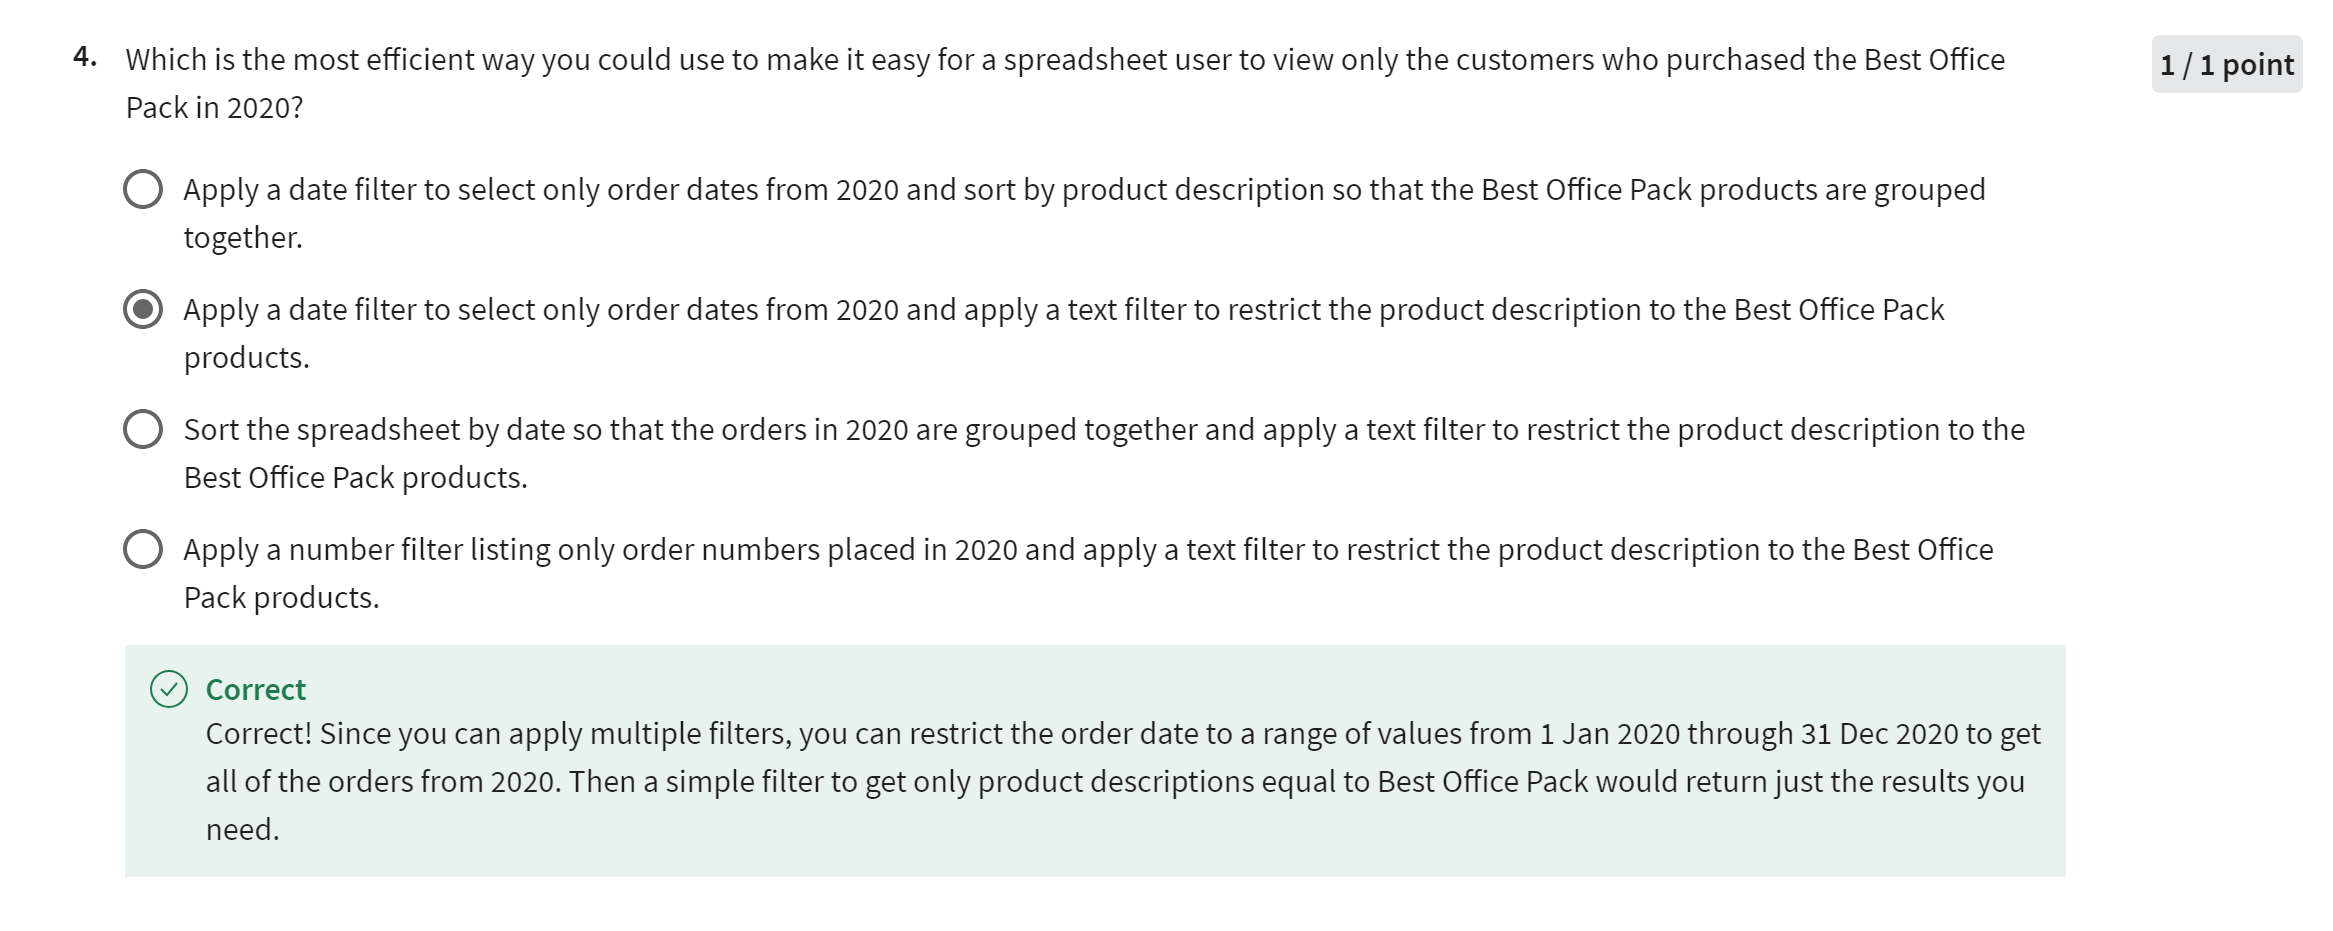 4. Which is the most efficient way you could use to make it easy for a spreadsheet user to view only the customers who purchased the Best Office
1 / 1 point
Pack in 2020?
Apply a date filter to select only order dates from 2020 and sort by product description so that the Best Office Pack products are grouped
together.
Apply a date filter to select only order dates from 2020 and apply a text filter to restrict the product description to the Best Office Pack
products.
Sort the spreadsheet by date so that the orders in 2020 are grouped together and apply a text filter to restrict the product description to the
Best Office Pack products.
Apply a number filter listing only order numbers placed in 2020 and apply a text filter to restrict the product description to the Best Office
Pack products.
Correct
Correct! Since you can apply multiple filters, you can restrict the order date to a range of values from 1 Jan 2020 through 31 Dec 2020 to get
all of the orders from 2020. Then a simple filter to get only product descriptions equal to Best Office Pack would return just the results you
need.